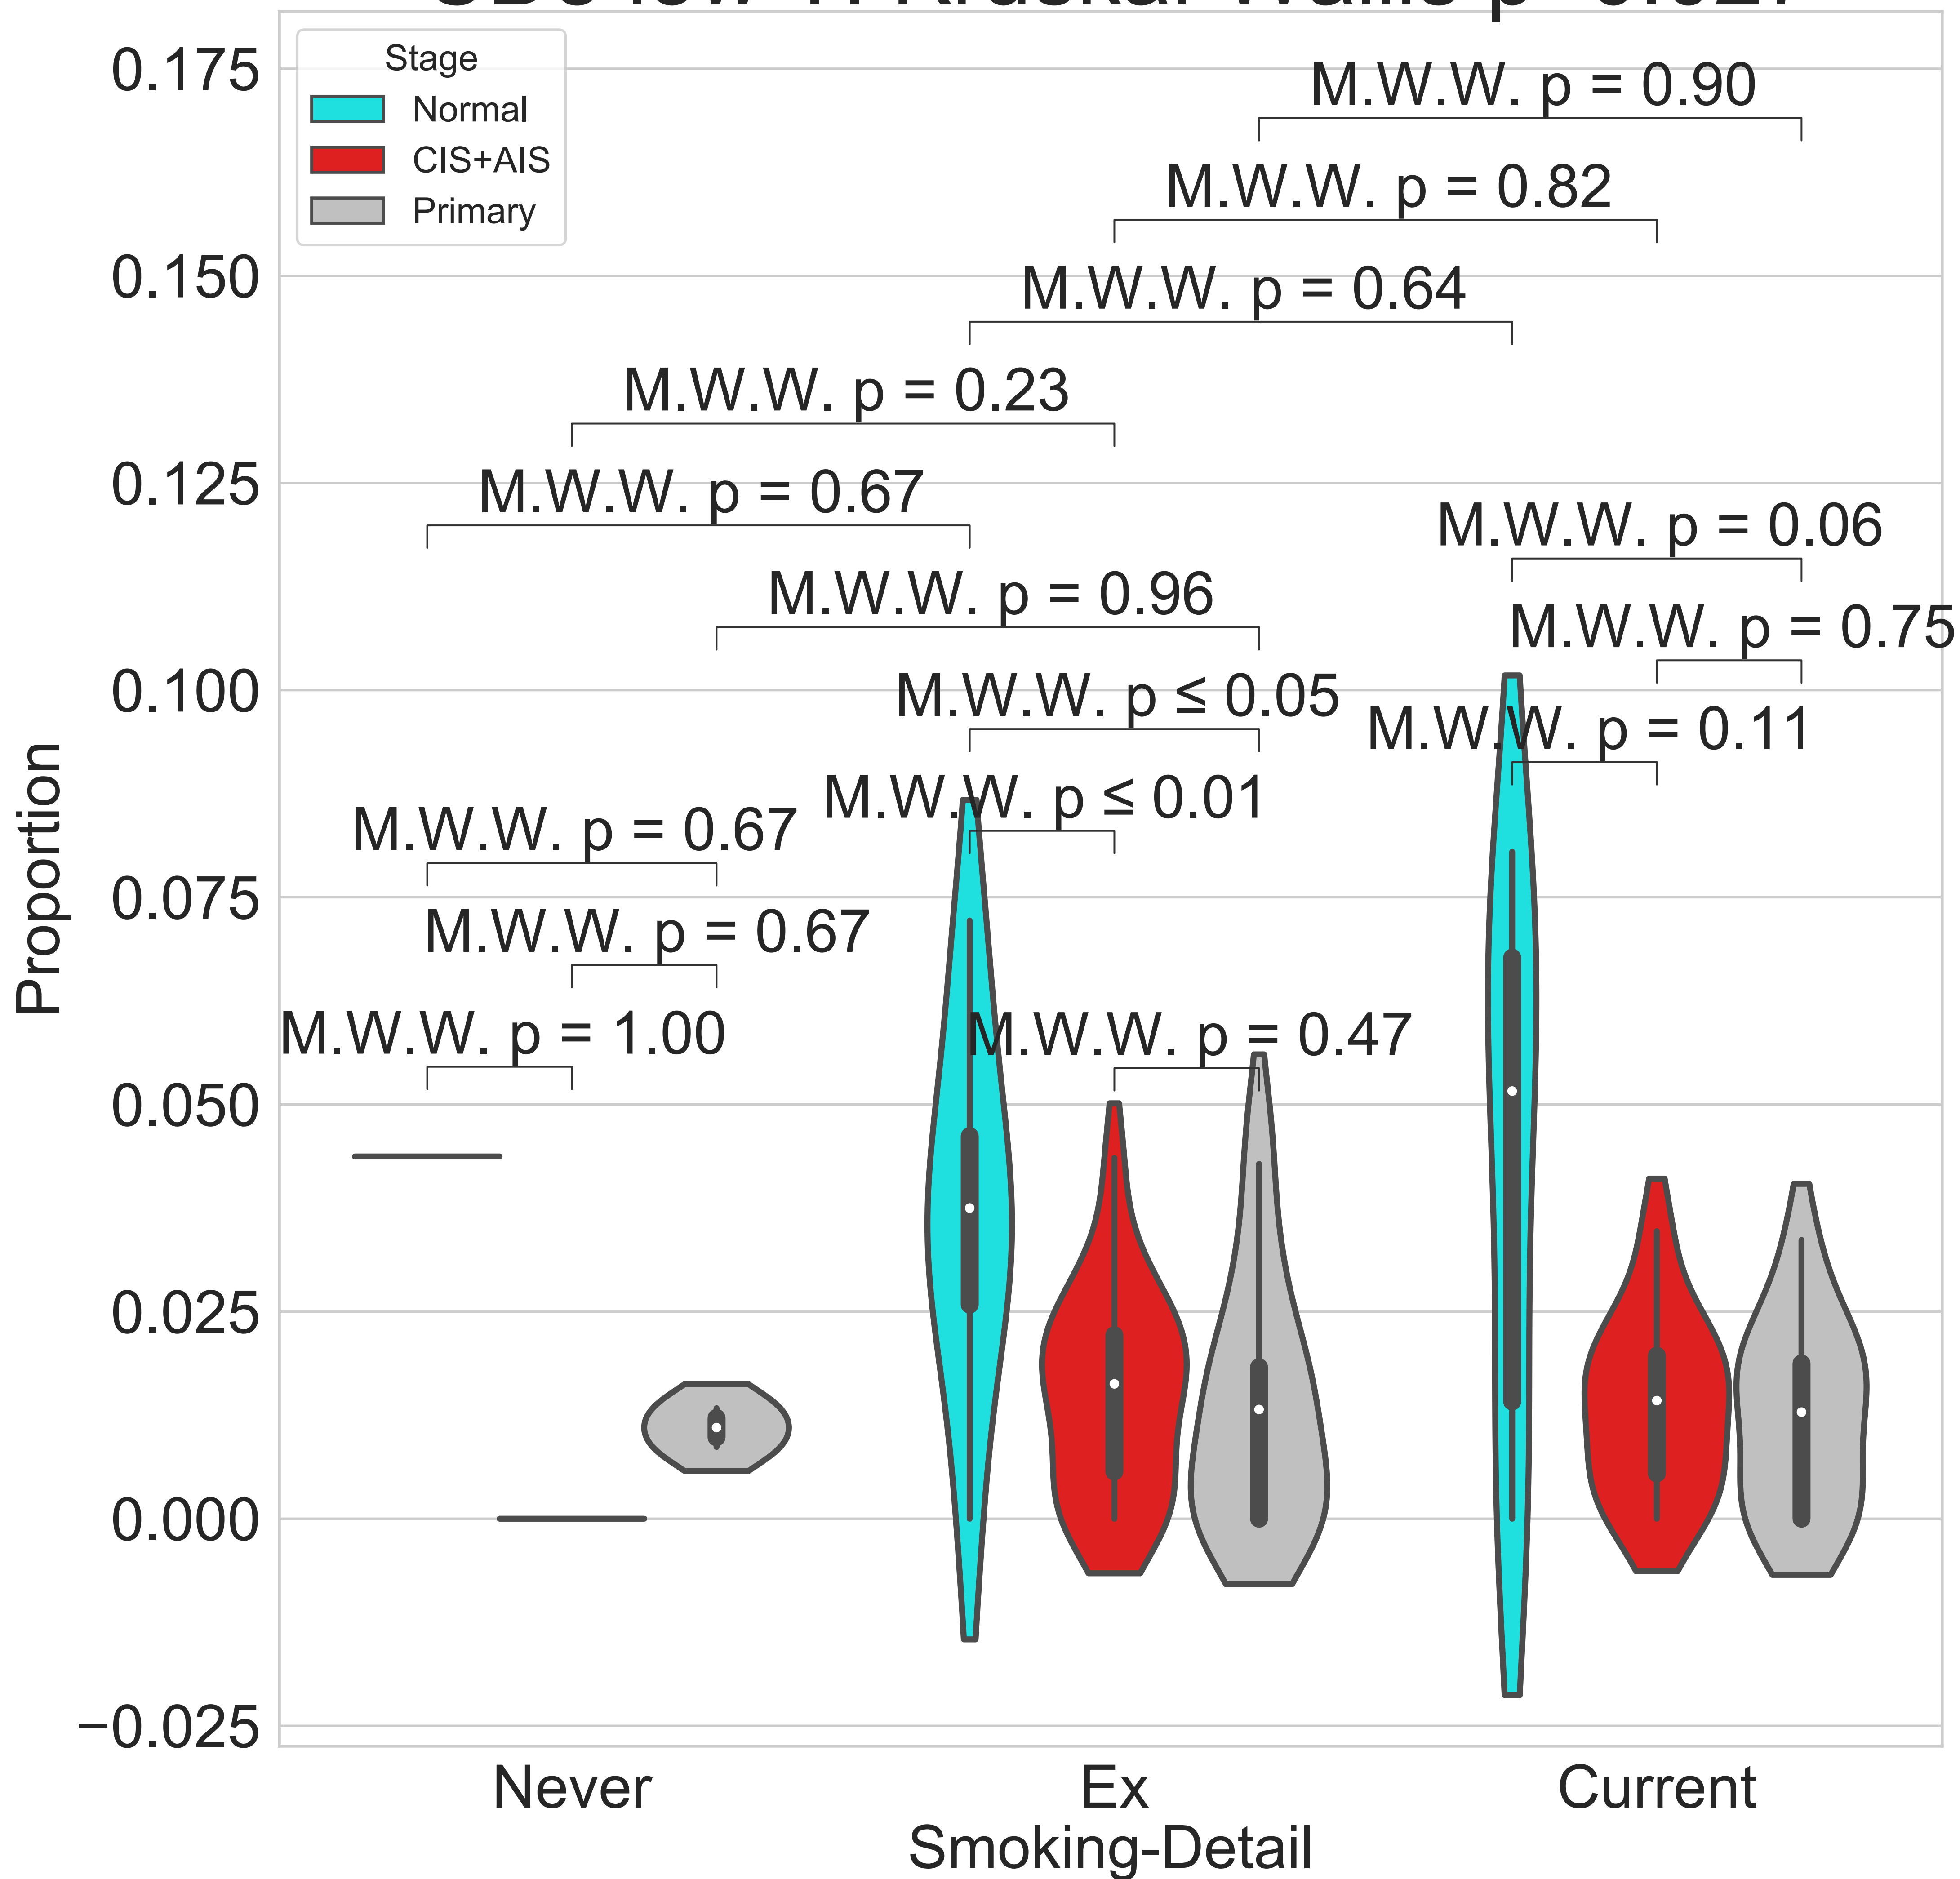 Stage
Normal
CIS+AIS
Primary
0.175
0.150
0.125
0.100
0.075
0.050
0.025
0.000
−0.025
Proportion
M.W.W. p = 0.90
M.W.W. p = 0.82
M.W.W. p = 0.64
M.W.W. p = 0.23
M.W.W. p = 0.67
M.W.W. p = 0.06
M.W.W. p = 0.96
M.W.W. p = 0.75
M.W.W. p ≤ 0.05
M.W.W. p = 0.11
M.W.W. p ≤ 0.01
M.W.W. p = 0.67
M.W.W. p = 0.67
M.W.W. p = 1.00
M.W.W. p = 0.47
Never
Ex
Current
Smoking-Detail